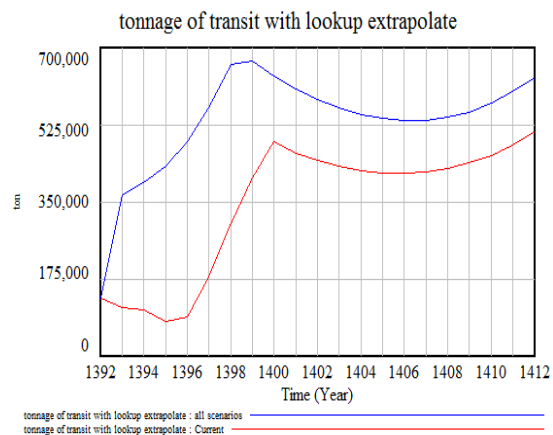 tonnage of transit with lookup extrapolate
700,000
525,000
350,000
175,000
0
ton
1392 1394 1396 1398 1400 1402 1404 1406 1408 1410 1412
Time (Year)
tonnage of transit with lookup extrapolate : all scenarios
tonnage of transit with lookup extrapolate : Current